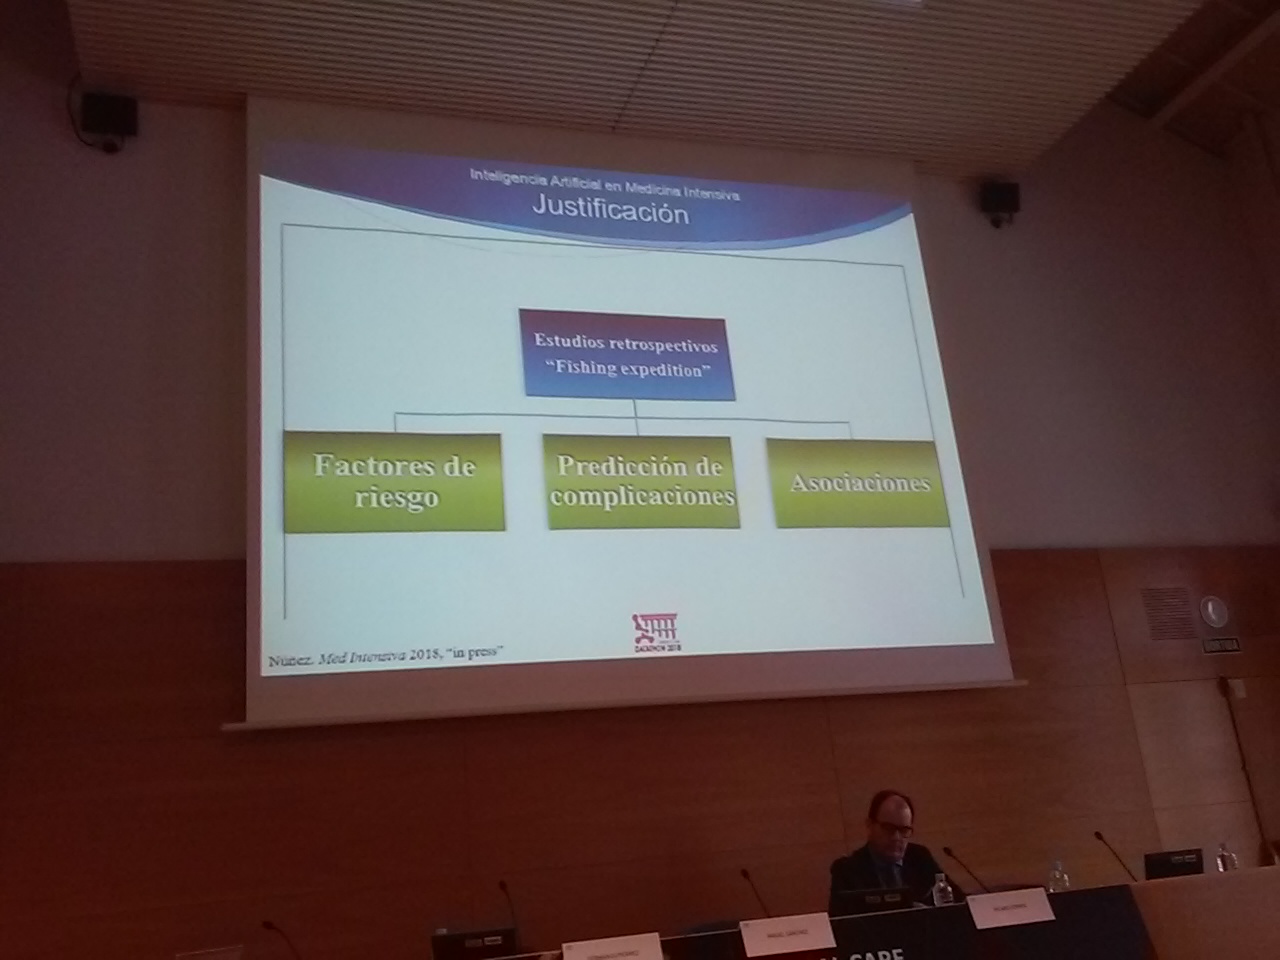 Inteligencia Artificial en Medicina Intensiva
Justificación
Estudios retrospectivos
“Fishing expedition”
Factores de
riesgo
Predicción de
complicaciones
Asociaciones
Núñez. Med Intensiva 2018, “in press”
DATATHON 2018
CARE